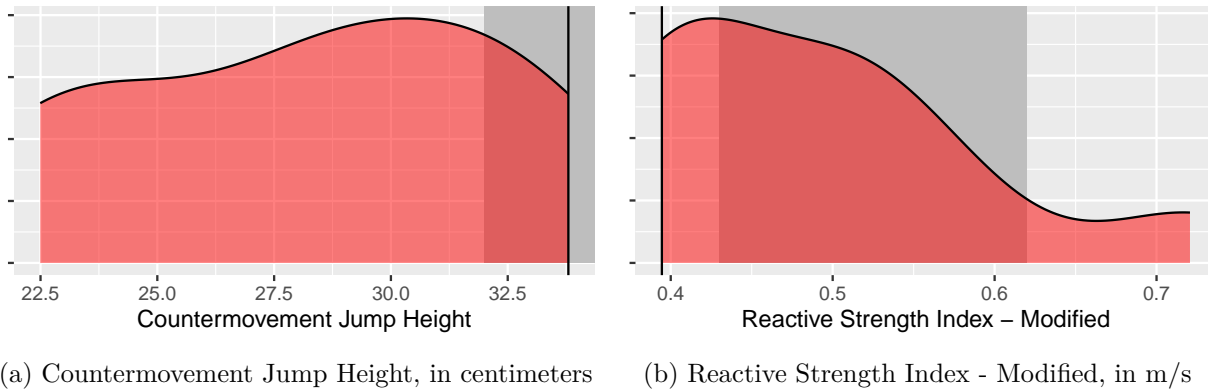 22.5 25.0 27.5 30.0 32.5
Countermovement Jump Height
0.4 0.5 0.6 0.7
Reactive Strength Index – Modified
(a) Countermovement Jump Height, in centimeters
(b) Reactive Strength Index - Modified, in m/s